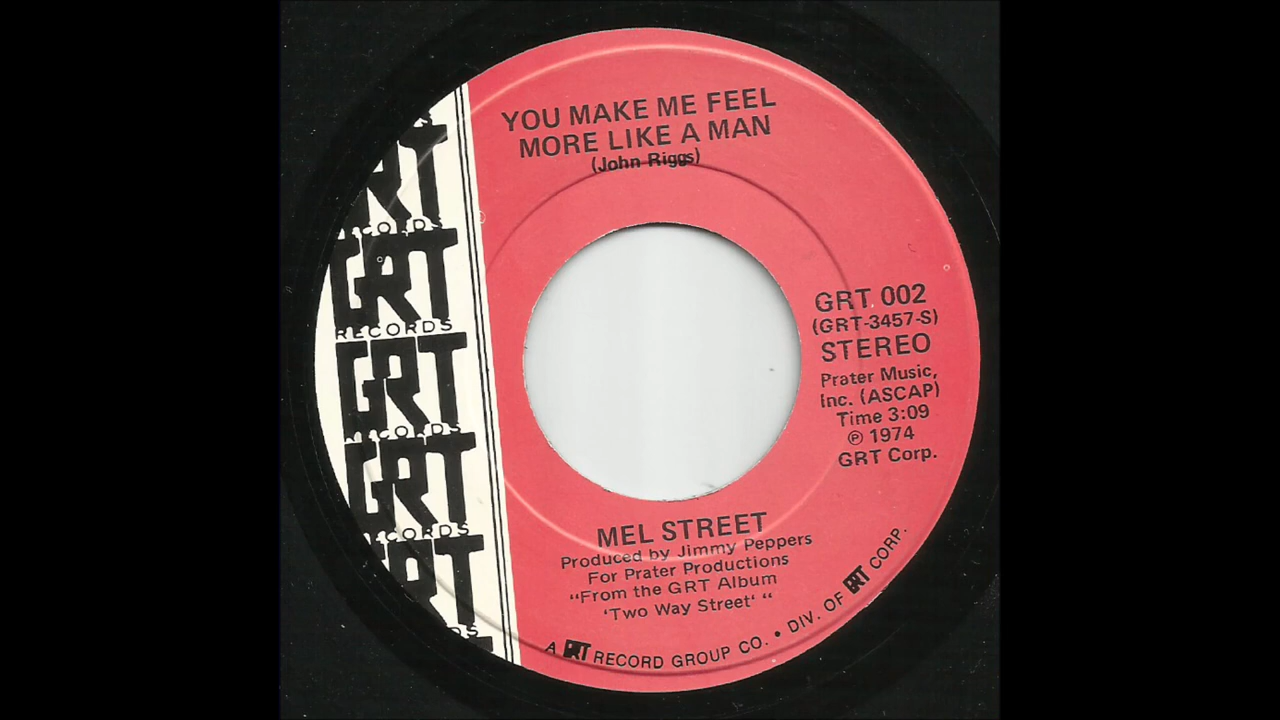 YOU MAKE ME FEEL
MORE LIKE A MAN
(John Riggs)
GRT 002
(GRT-3457-S)
STEREO
Prater Music,
Inc. (ASCAP)
Time 3:09
℗ 1974
GRT Corp.
MEL STREET
Produced by Jimmy Peppers
For Prater Productions
"From the GRT Album
'Two Way Street' "
A GRT RECORD GROUP CO. • DIV. OF GRT CORP.
GRT
RECORDS
GRT
RECORDS
GRT
RECORDS
GRT
RECORDS
GRT